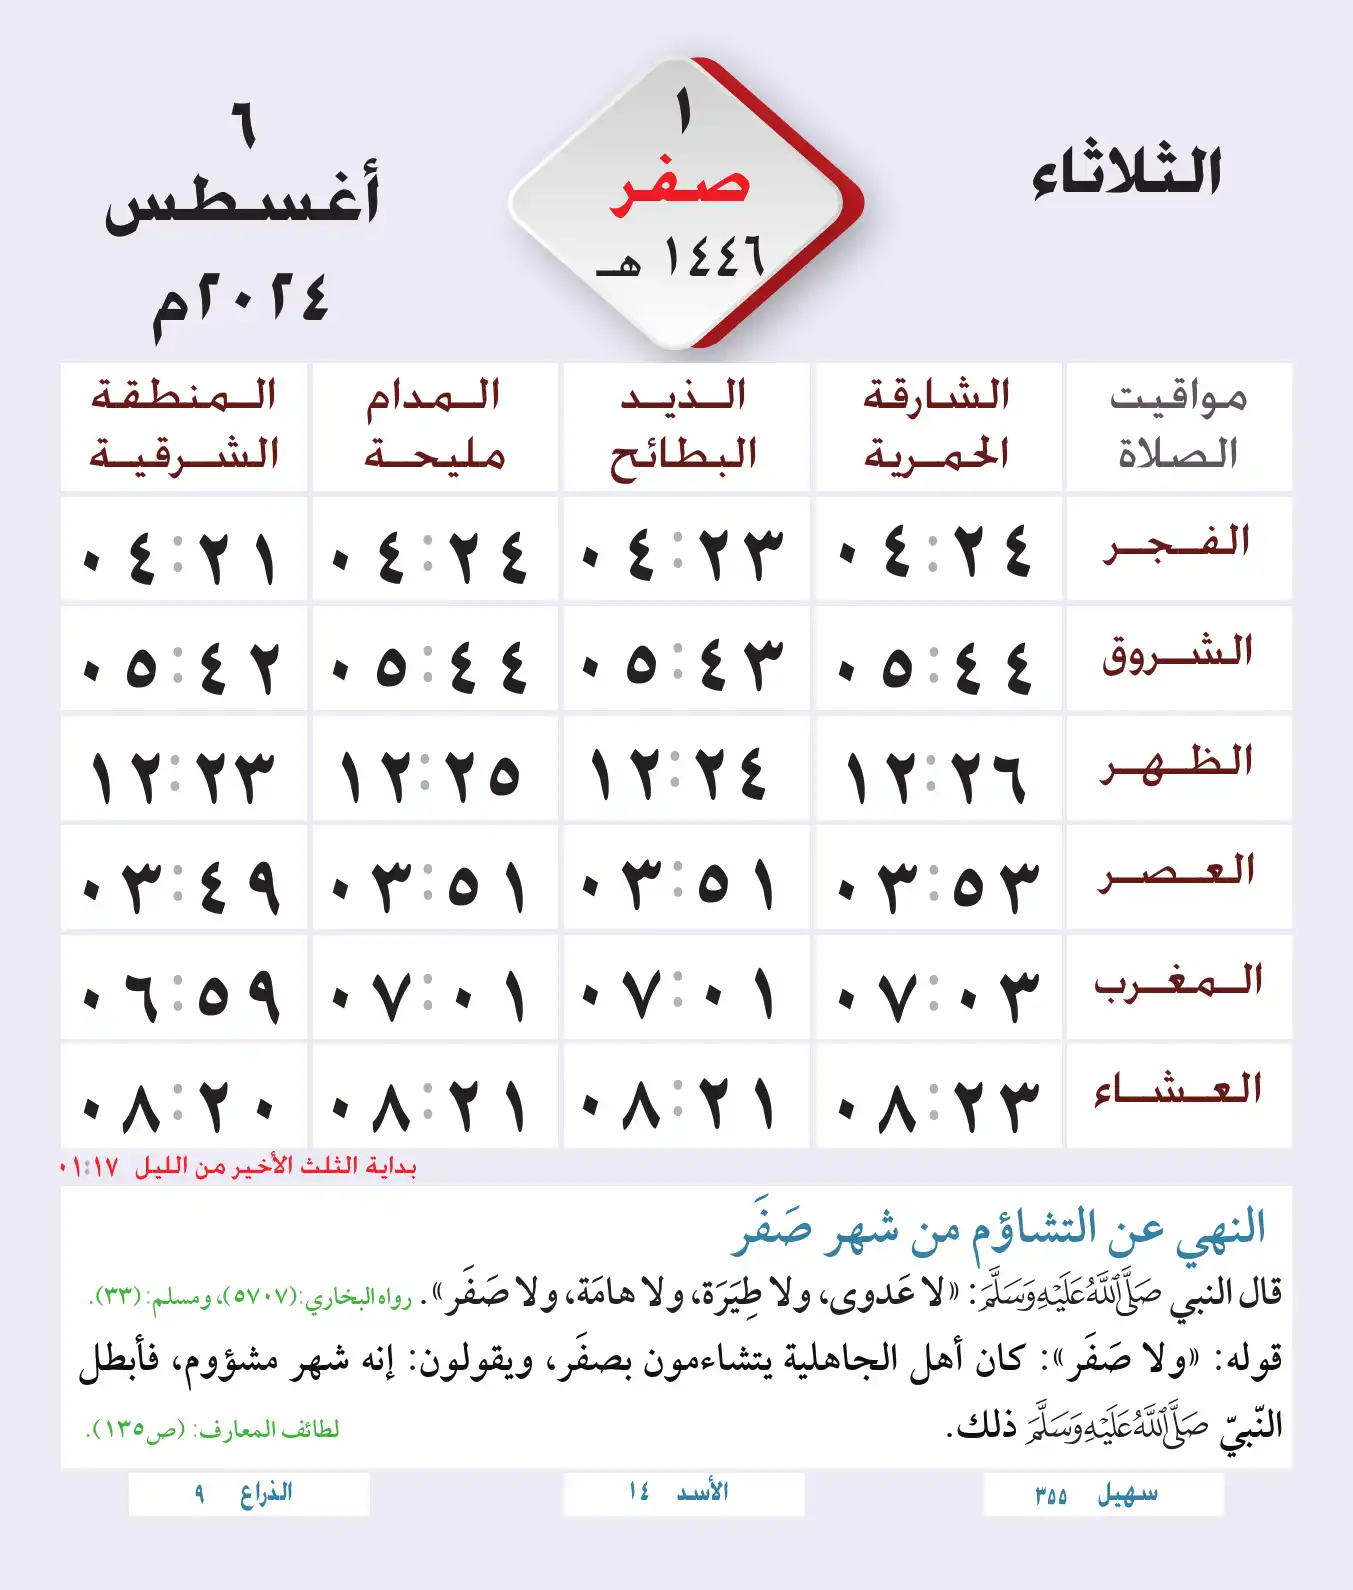 الثلاثاء
١
صفر
١٤٤٦ هـ
٦
أغسطس
٢٠٢٤م
مواقيت الصلاة	الشارقة الحمرية	الذيد البطائح	المدام مليحة	المنطقة الشرقية
الفجر	٠٤:٢٤	٠٤:٢٣	٠٤:٢٤	٠٤:٢١
الشروق	٠٥:٤٤	٠٥:٤٣	٠٥:٤٤	٠٥:٤٢
الظهر	١٢:٢٦	١٢:٢٤	١٢:٢٥	١٢:٢٣
العصر	٠٣:٥٣	٠٣:٥١	٠٣:٥١	٠٣:٤٩
المغرب	٠٧:٠٣	٠٧:٠١	٠٧:٠١	٠٦:٥٩
العشاء	٠٨:٢٣	٠٨:٢١	٠٨:٢١	٠٨:٢٠
بداية الثلث الأخير من الليل ٠١:١٧
النهي عن التشاؤم من شهر صَفَر
قال النبي صَلَّى اللَّهُ عَلَيْهِ وَسَلَّمَ: «لا عَدوى، ولا طِيَرَة، ولا هامَة، ولا صَفَر». رواه البخاري:(٥٧٠٧)، ومسلم: (٣٣).
قوله: «ولا صَفَر»: كان أهل الجاهلية يتشاءمون بصفَر، ويقولون: إنه شهر مشؤوم، فأبطل
النّبيّ صَلَّى اللَّهُ عَلَيْهِ وَسَلَّمَ ذلك. لطائف المعارف: (ص١٣٥).
سهيل ٣٥٥	الأسد ١٤	الذراع ٩